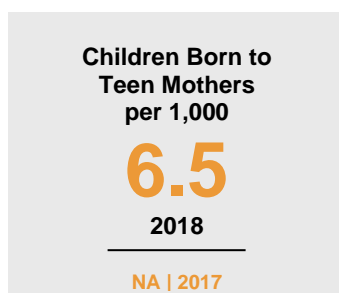 Children Born to
Teen Mothers
per 1,000
6.5
2018
NA | 2017